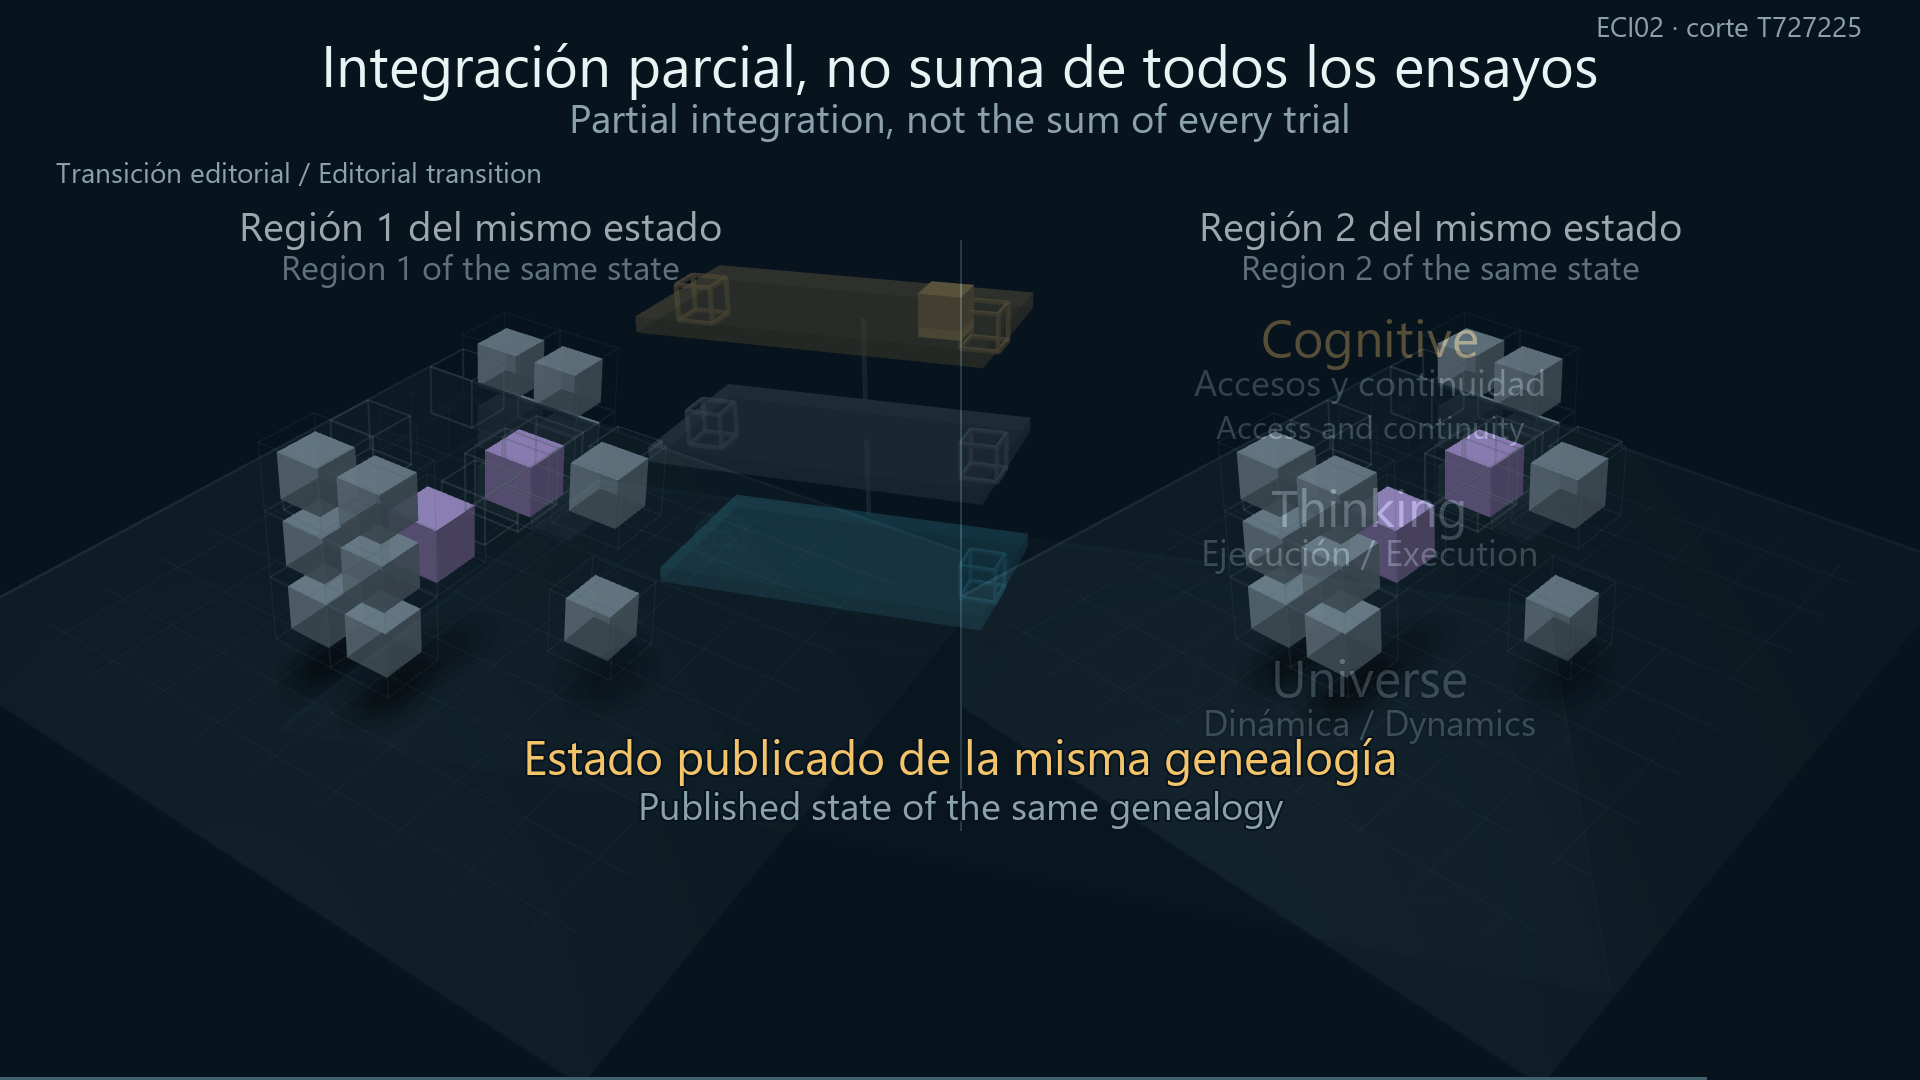 ECI02 · corte T727225
Integración parcial, no suma de todos los ensayos
Partial integration, not the sum of every trial
Transición editorial / Editorial transition
Región 1 del mismo estado
Region 1 of the same state
Región 2 del mismo estado
Region 2 of the same state
Cognitive
Accesos y continuidad
Access and continuity
Thinking
Ejecución / Execution
Universe
Dinámica / Dynamics
Estado publicado de la misma genealogía
Published state of the same genealogy